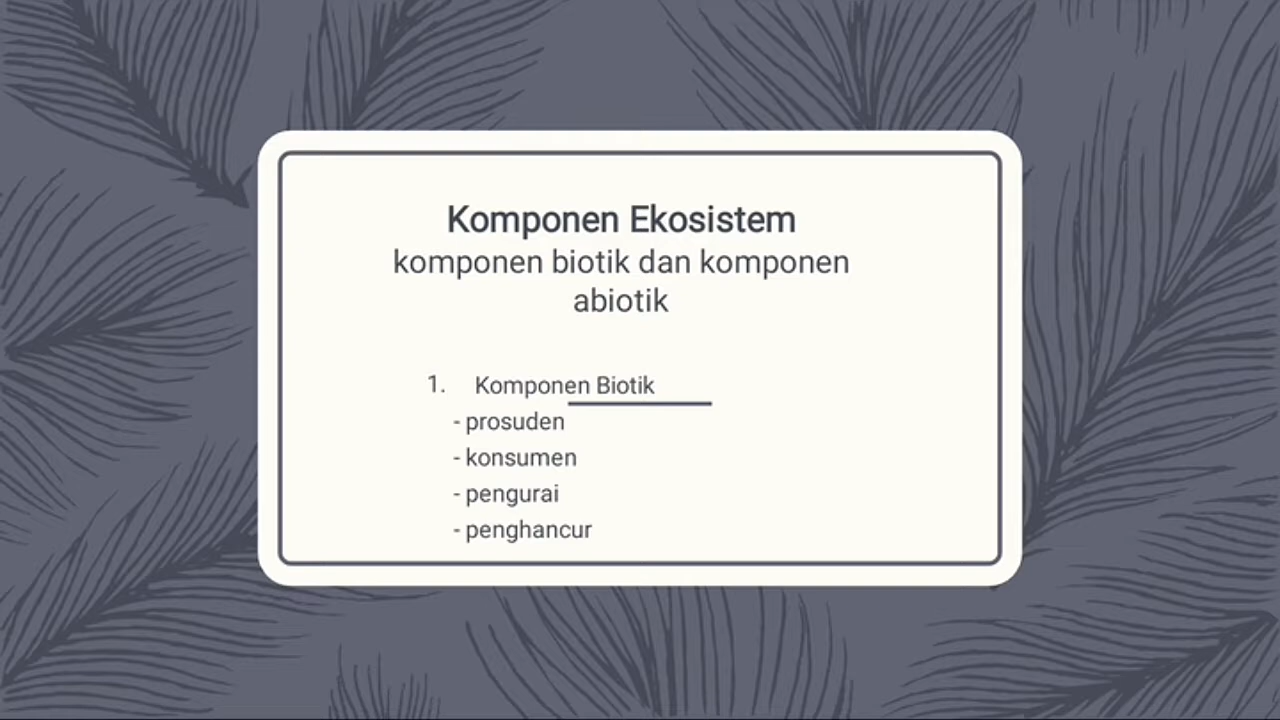 Komponen Ekosistem
komponen biotik dan komponen
abiotik
1. Komponen Biotik
- prosuden
- konsumen
- pengurai
- penghancur